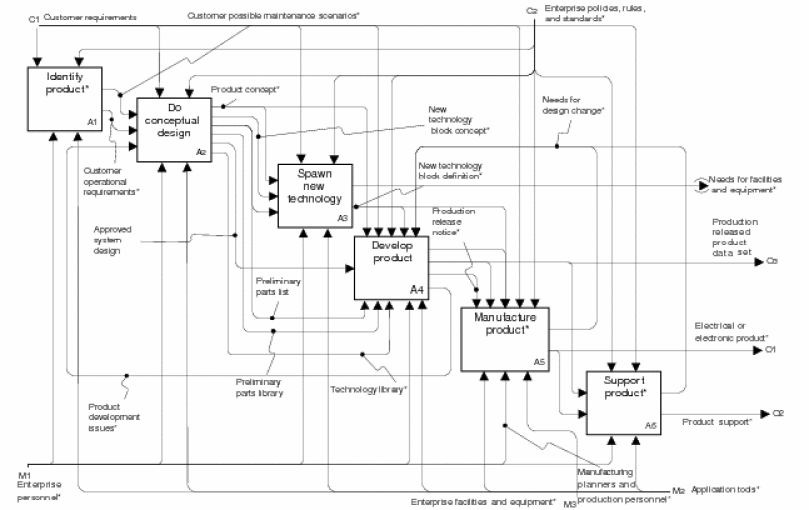 C1 Customer requirements
Customer possible maintenance scenarios*
C2
Enterprise policies, rules,
and standards*
Identify
product*
A1
Product concept*
Do
conceptual
design
A2
New
technology
block concept*
Needs for
design change*
Customer
operational
requirements*
Spawn
new
technology
A3
New technology
block definition*
Needs for facilities
and equipment*
Approved
system
design
Production
release
notice*
Production
released
product
data set
O3
Develop
product
A4
Preliminary
parts list
Manufacture
product*
A5
Electrical or
electronic product*
O1
Preliminary
parts library
Technology library*
Support
product*
A6
Product support*
O2
Product
development
issues*
M1
Enterprise
personnel*
Manufacturing
planners and
production personnel*
M3
M2 Application tools*
Enterprise facilities and equipment*